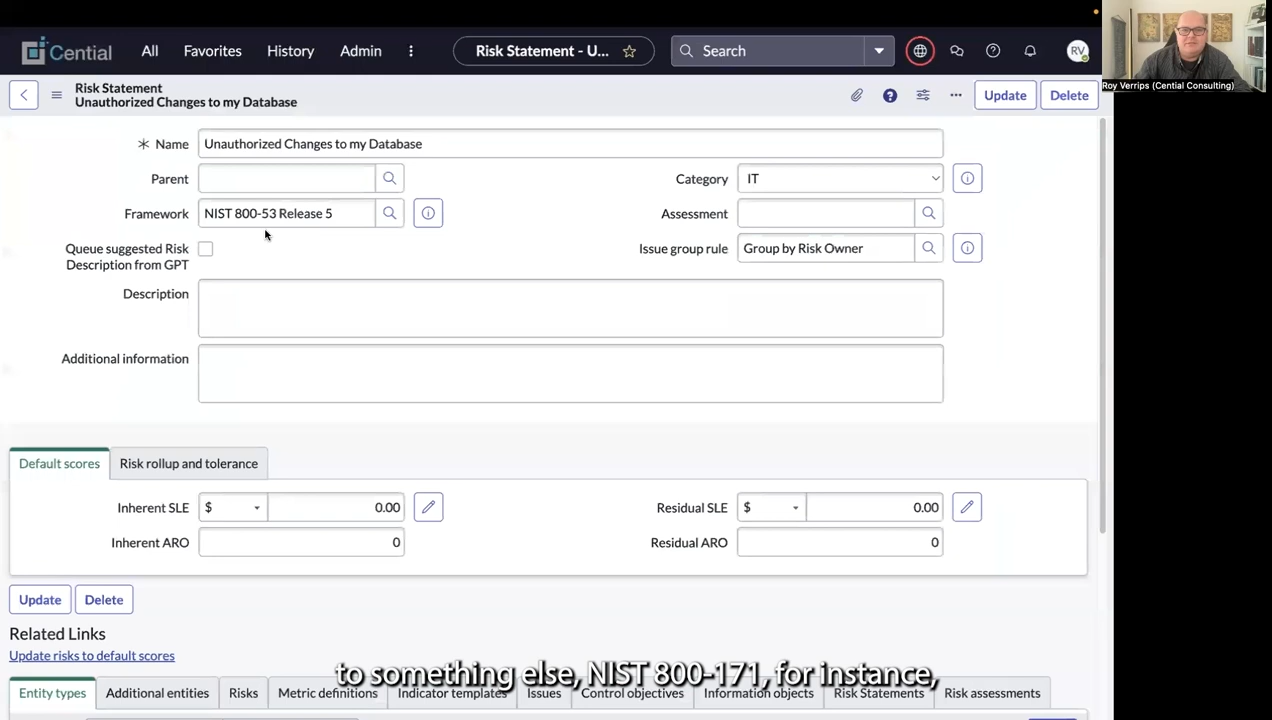 Cential All Favorites History Admin Risk Statement - U... Search RV
Roy Verrips (Cential Consulting)
Risk Statement
Unauthorized Changes to my Database
Update Delete
Name Unauthorized Changes to my Database
Parent
Category IT
Framework NIST 800-53 Release 5
Assessment
Queue suggested Risk
Description from GPT
Issue group rule Group by Risk Owner
Description
Additional information
Default scores Risk rollup and tolerance
Inherent SLE $ 0.00 Residual SLE $ 0.00
Inherent ARO 0 Residual ARO 0
Update Delete
Related Links
Update risks to default scores
to something else, NIST 800-171, for instance,
Entity types Additional entities Risks Metric definitions Indicator templates Issues Control objectives Information objects Risk Statements Risk assessments